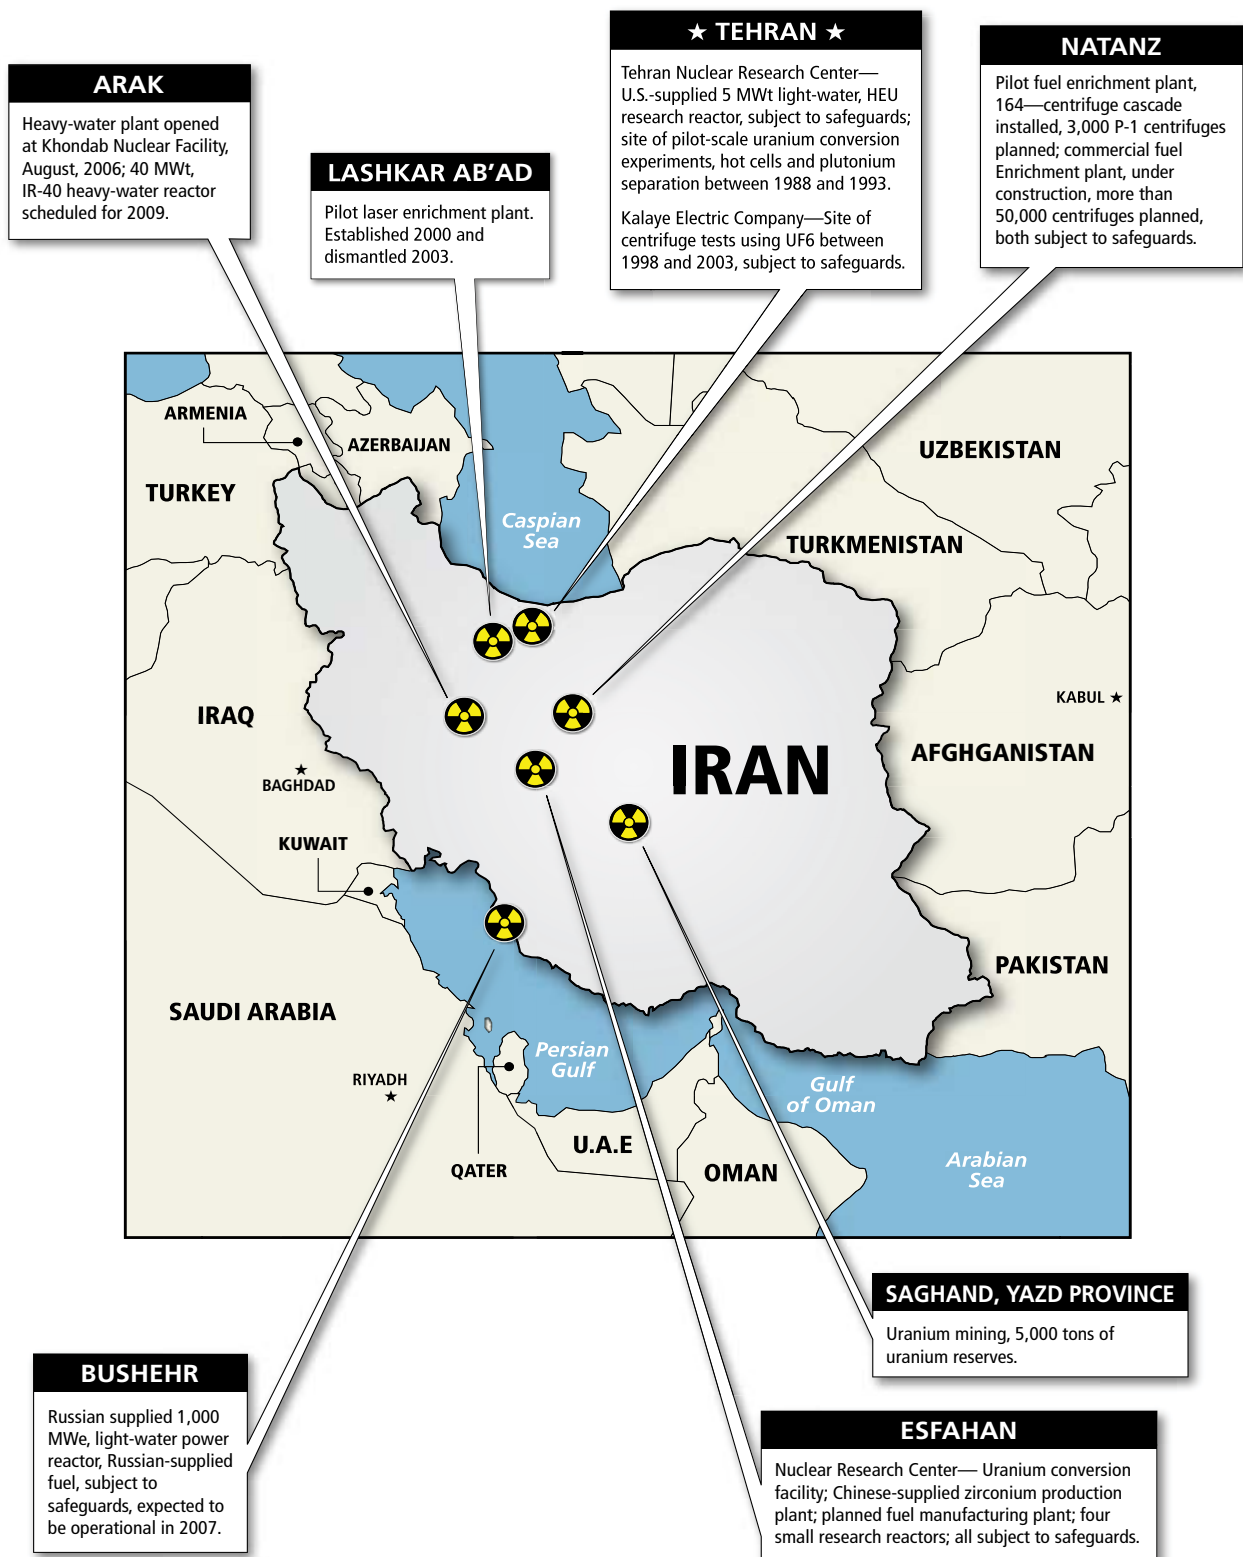 ★ TEHRAN ★
Tehran Nuclear Research Center—
U.S.-supplied 5 MWt light-water, HEU
research reactor, subject to safeguards;
site of pilot-scale uranium conversion
experiments, hot cells and plutonium
separation between 1988 and 1993.
Kalaye Electric Company—Site of
centrifuge tests using UF6 between
1998 and 2003, subject to safeguards.
NATANZ
Pilot fuel enrichment plant,
164—centrifuge cascade
installed, 3,000 P-1 centrifuges
planned; commercial fuel
Enrichment plant, under
construction, more than
50,000 centrifuges planned,
both subject to safeguards.
ARAK
Heavy-water plant opened
at Khondab Nuclear Facility,
August, 2006; 40 MWt,
IR-40 heavy-water reactor
scheduled for 2009.
LASHKAR AB'AD
Pilot laser enrichment plant.
Established 2000 and
dismantled 2003.
ARMENIA
AZERBAIJAN
TURKEY
UZBEKISTAN
Caspian
Sea
TURKMENISTAN
KABUL ★
IRAQ
IRAN
AFGHGANISTAN
★
BAGHDAD
KUWAIT
PAKISTAN
SAUDI ARABIA
Persian
Gulf
RIYADH
★
Gulf
of Oman
U.A.E
QATER
OMAN
Arabian
Sea
SAGHAND, YAZD PROVINCE
Uranium mining, 5,000 tons of
uranium reserves.
BUSHEHR
Russian supplied 1,000
MWe, light-water power
reactor, Russian-supplied
fuel, subject to
safeguards, expected to
be operational in 2007.
ESFAHAN
Nuclear Research Center— Uranium conversion
facility; Chinese-supplied zirconium production
plant; planned fuel manufacturing plant; four
small research reactors; all subject to safeguards.